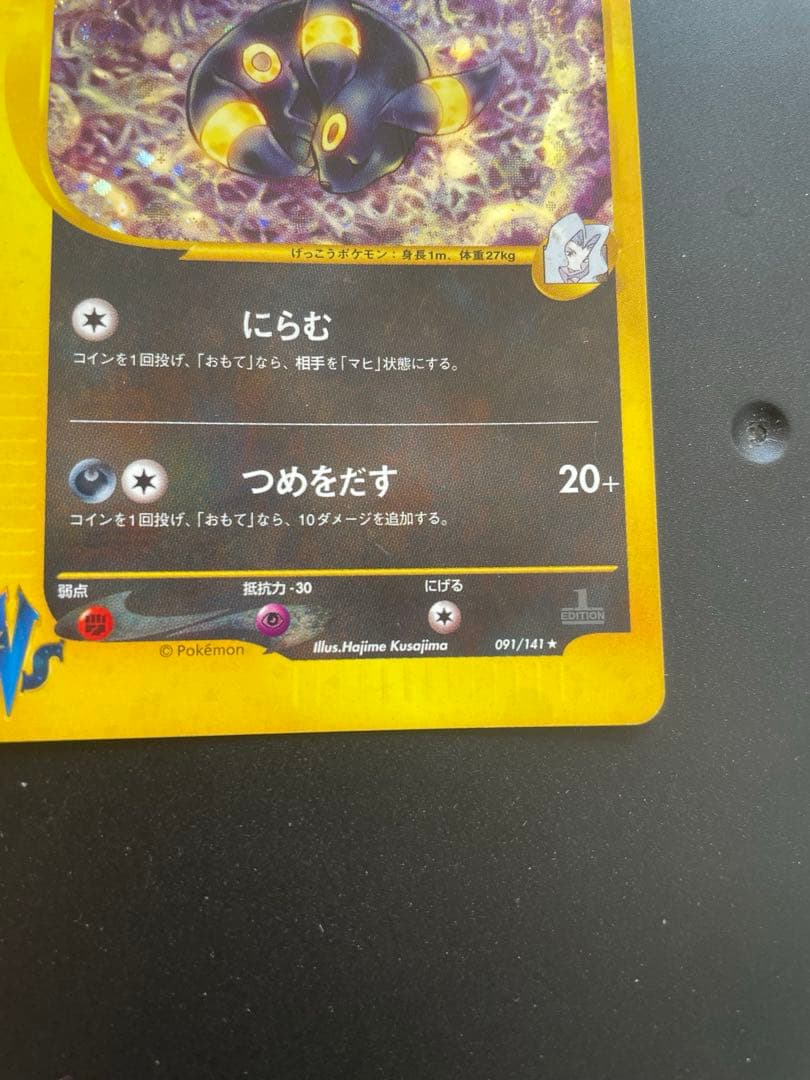 げっこうポケモン：身長1m、体重27kg
にらむ
コインを1回投げ、「おもて」なら、相手を「マヒ」状態にする。
つめをだす 20+
コインを1回投げ、「おもて」なら、10ダメージを追加する。
弱点 抵抗力-30 にげる
1
EDITION
VS
© Pokémon Illus.Hajime Kusajima 091/141★